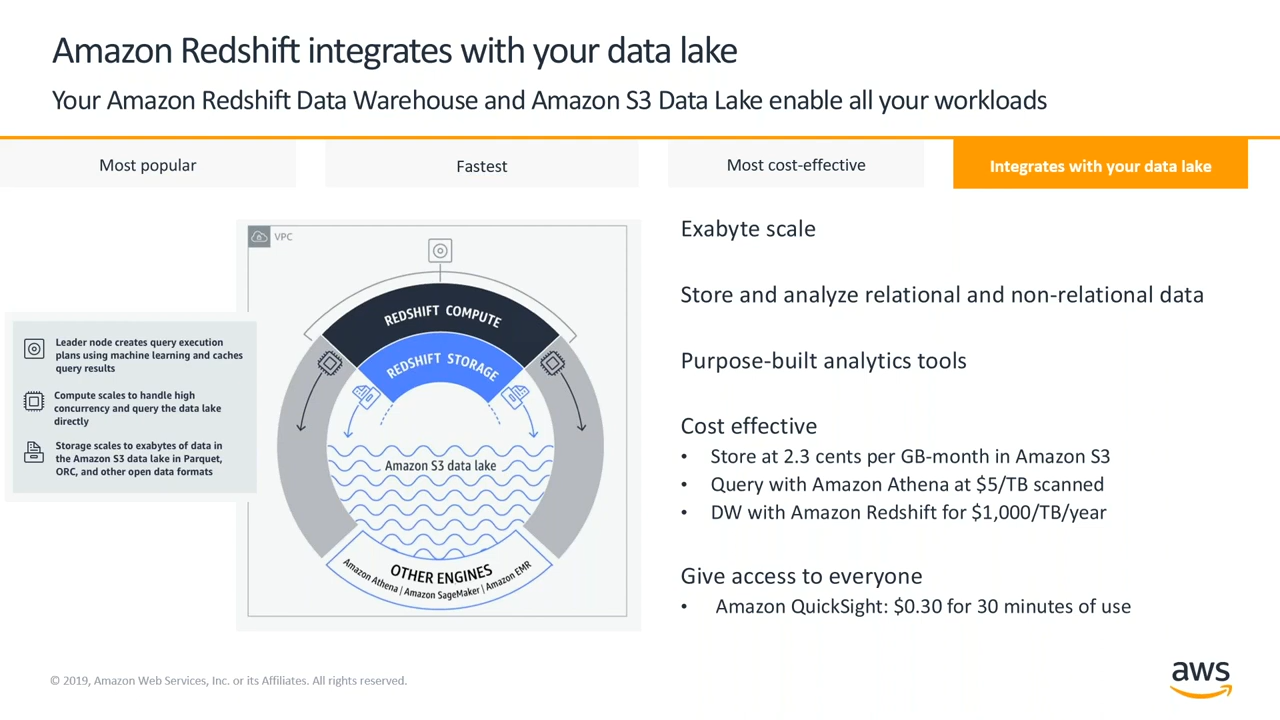 Amazon Redshift integrates with your data lake
Your Amazon Redshift Data Warehouse and Amazon S3 Data Lake enable all your workloads
Most popular
Fastest
Most cost-effective
Integrates with your data lake
VPC
REDSHIFT COMPUTE
REDSHIFT STORAGE
Amazon S3 data lake
OTHER ENGINES
Amazon Athena | Amazon SageMaker | Amazon EMR
Leader node creates query execution
plans using machine learning and caches
query results
Compute scales to handle high
concurrency and query the data lake
directly
Storage scales to exabytes of data in
the Amazon S3 data lake in Parquet,
ORC, and other open data formats
Exabyte scale
Store and analyze relational and non-relational data
Purpose-built analytics tools
Cost effective
• Store at 2.3 cents per GB-month in Amazon S3
• Query with Amazon Athena at $5/TB scanned
• DW with Amazon Redshift for $1,000/TB/year
Give access to everyone
• Amazon QuickSight: $0.30 for 30 minutes of use
© 2019, Amazon Web Services, Inc. or its Affiliates. All rights reserved.
aws